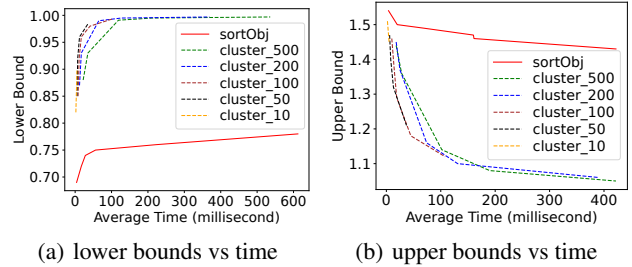 1.00
0.95
0.90
0.85
0.80
0.75
0.70
Lower Bound
0 100 200 300 400 500 600
Average Time (millisecond)
sortObj
cluster_500
cluster_200
cluster_100
cluster_50
cluster_10
(a) lower bounds vs time
1.5
1.4
1.3
1.2
1.1
Upper Bound
0 100 200 300 400
Average Time (millisecond)
sortObj
cluster_500
cluster_200
cluster_100
cluster_50
cluster_10
(b) upper bounds vs time